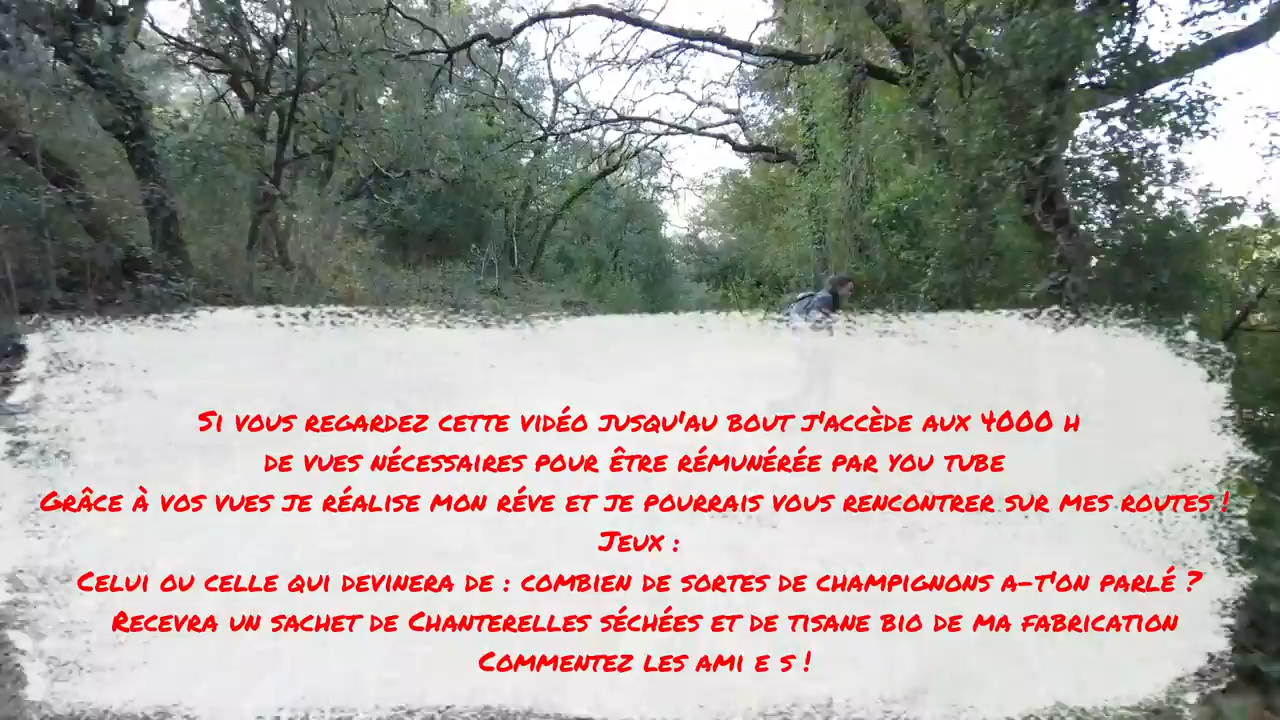 Si vous regardez cette vidéo jusqu'au bout j'accède aux 4000 h
de vues nécessaires pour être rémunérée par you tube
Grâce à vos vues je réalise mon réve et je pourrais vous rencontrer sur mes routes !
Jeux :
Celui ou celle qui devinera de : combien de sortes de champignons a-t'on parlé ?
Recevra un sachet de Chanterelles séchées et de tisane bio de ma fabrication
Commentez les ami e s !